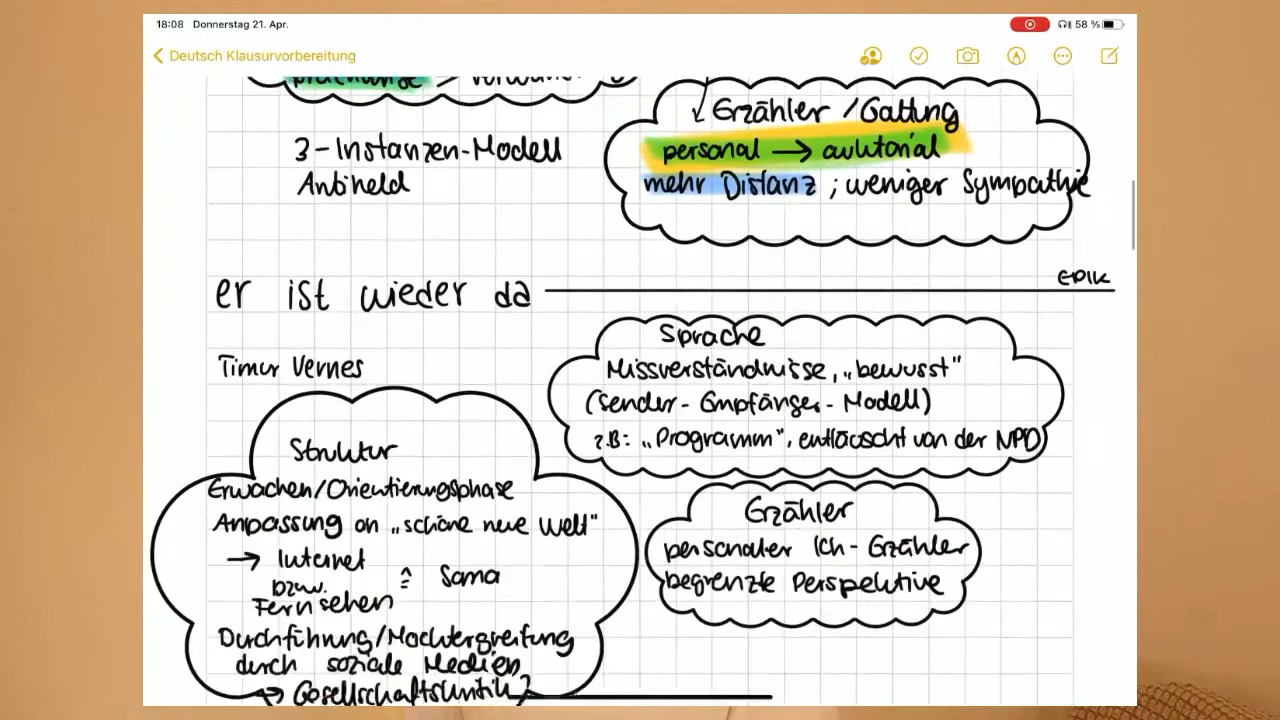 18:08 Donnerstag 21. Apr.
58 %
Deutsch Klausurvorbereitung
Erzähler / Gattung
personal → auktorial
mehr Distanz ; weniger Sympathie
3-Instanzen-Modell
Antiheld
er ist wieder da
EPIK
Timur Vernes
Sprache
Missverständnisse, „bewusst"
(Sender-Empfänger-Modell)
z.B: „Programm", enttäuscht von der NPD
Struktur
Erwachen/Orientierungsphase
Anpassung an „schöne neue Welt"
→ Internet
bzw.
Fernsehen
≙ Soma
Durchführung/Machtergreifung
durch soziale Medien
↔ Gesellschaftskritik?
Erzähler
personaler Ich-Erzähler
begrenzte Perspektive